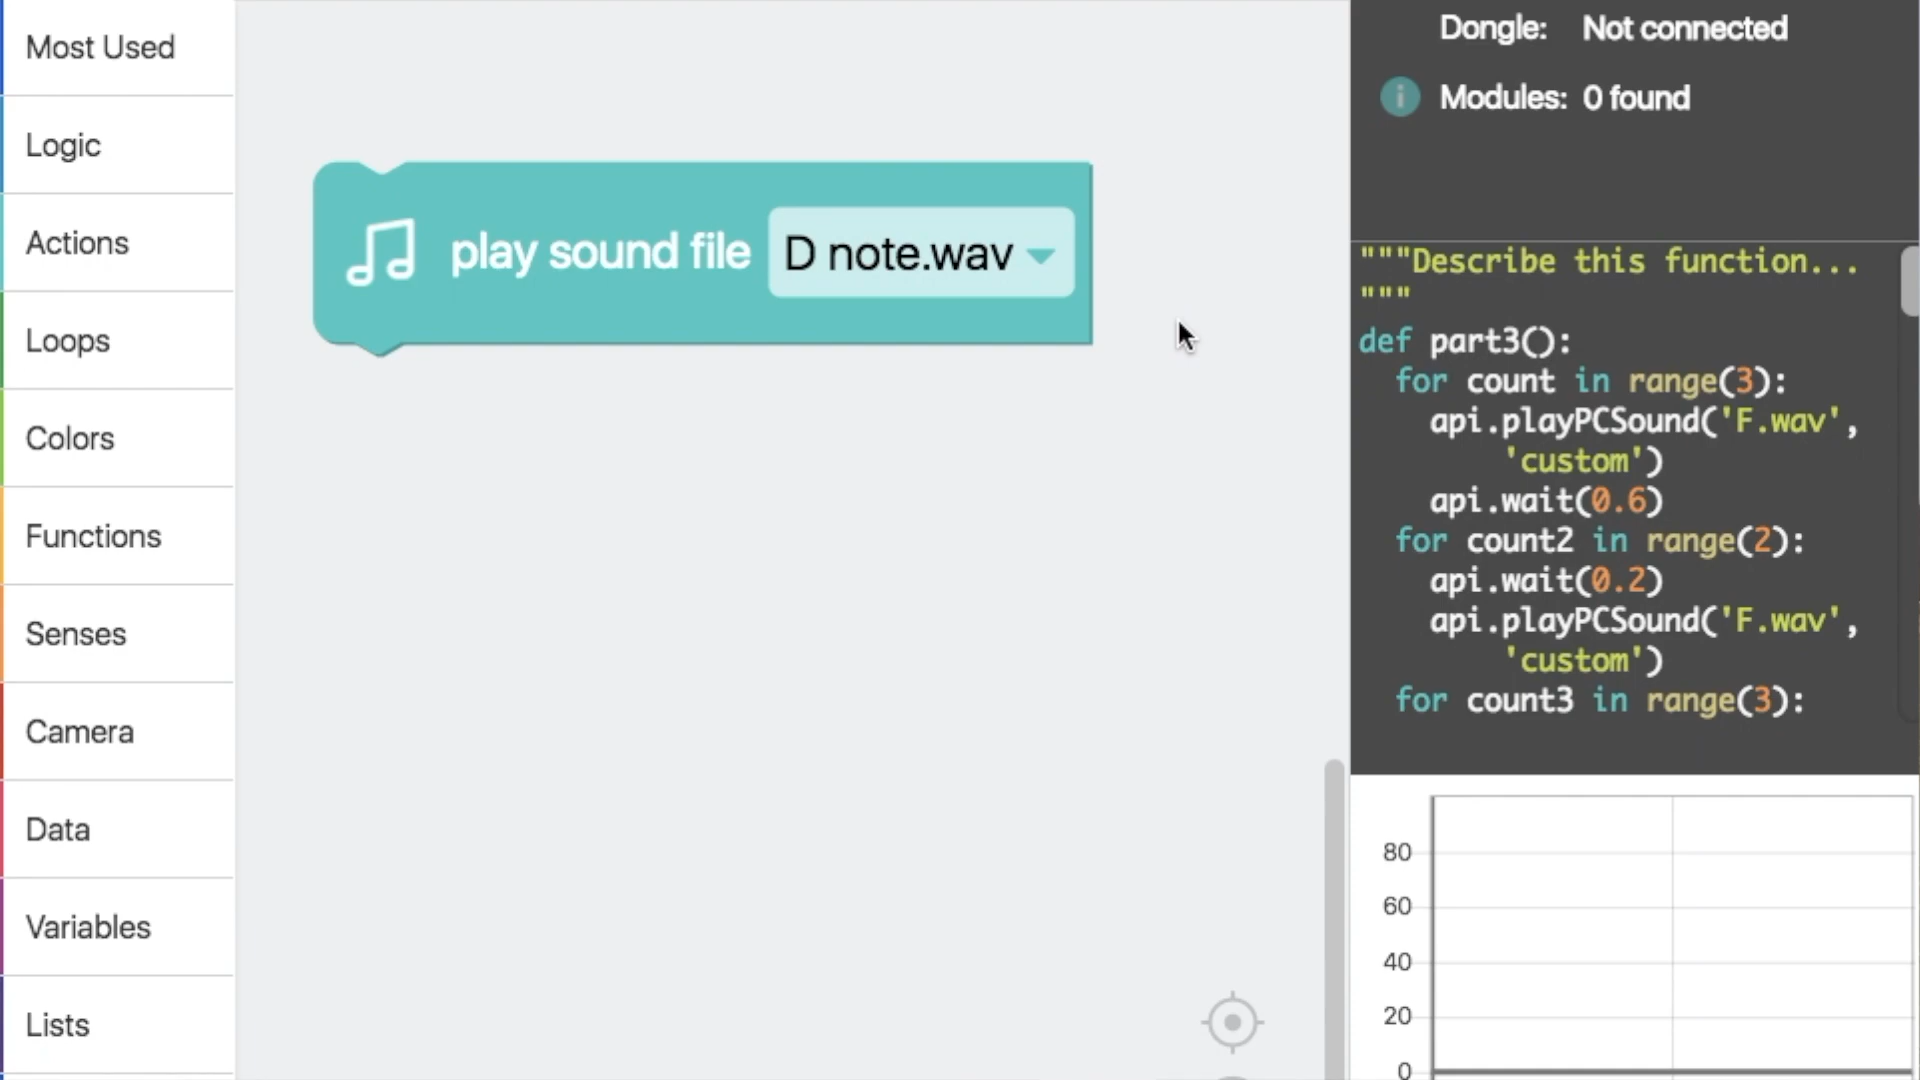 Most Used
Logic
Actions
Loops
Colors
Functions
Senses
Camera
Data
Variables
Lists
play sound file D note.wav
Dongle: Not connected
i Modules: 0 found
"""Describe this function...
"""
def part3():
  for count in range(3):
    api.playPCSound('F.wav',
        'custom')
    api.wait(0.6)
  for count2 in range(2):
    api.wait(0.2)
    api.playPCSound('F.wav',
        'custom')
  for count3 in range(3):
80
60
40
20
0